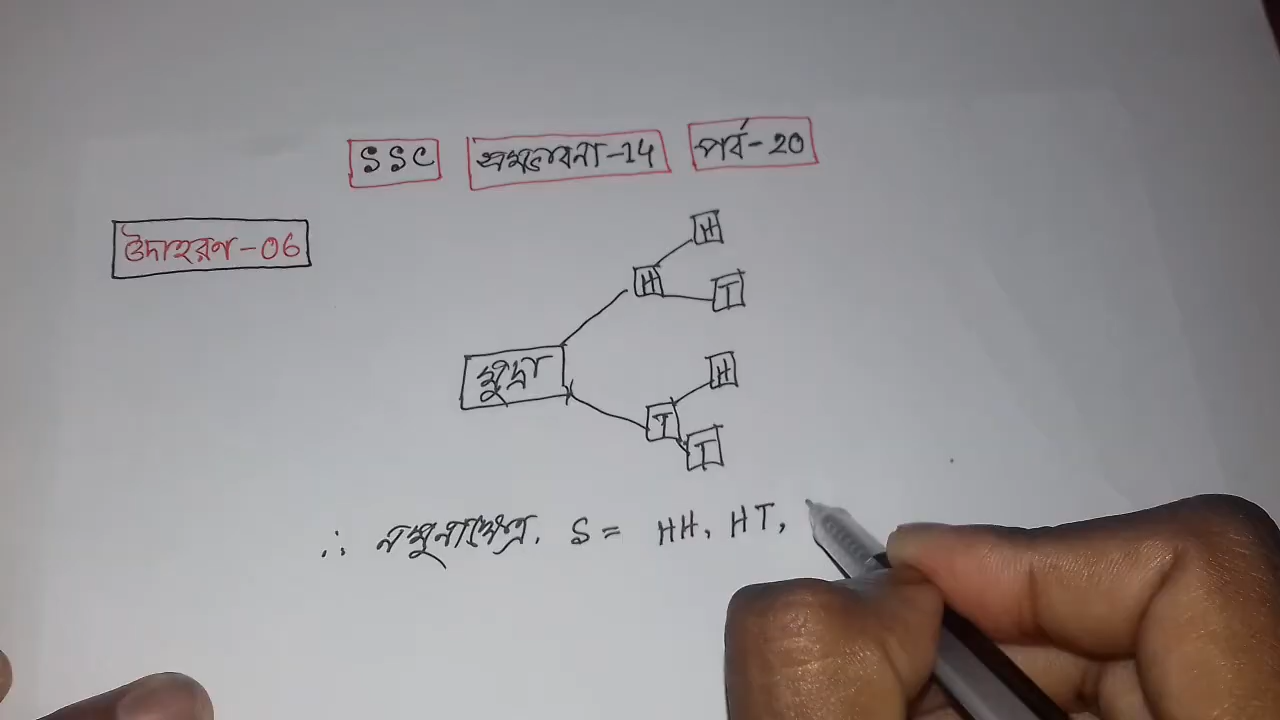 SSC সম্ভাবনা-14 পর্ব-20
উদাহরণ-06
H
H
T
মুদ্রা
H
T
T
∴ নমুনাক্ষেত্র, S = HH, HT,